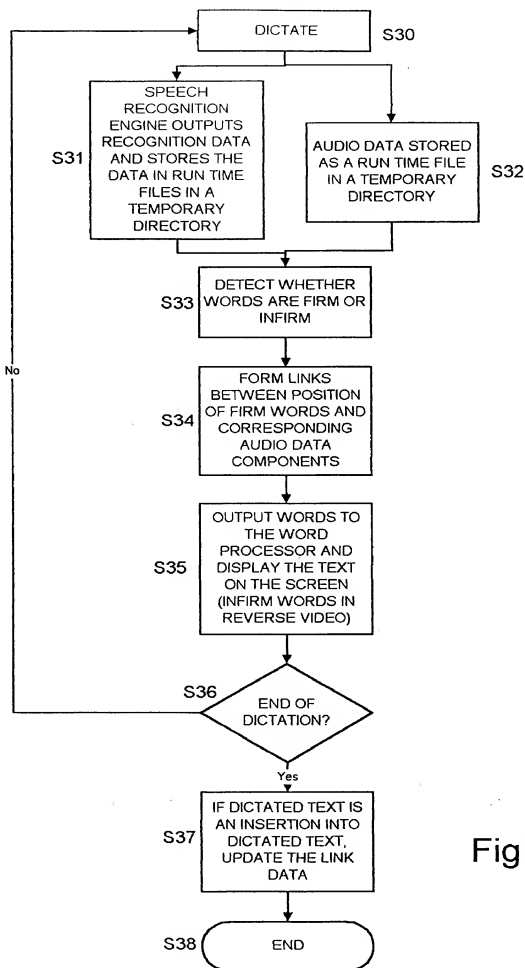 DICTATE
S30
SPEECH
RECOGNITION
ENGINE OUTPUTS
RECOGNITION DATA
AND STORES THE
DATA IN RUN TIME
FILES IN A
TEMPORARY
DIRECTORY
S31
AUDIO DATA STORED
AS A RUN TIME FILE
IN A TEMPORARY
DIRECTORY
S32
DETECT WHETHER
WORDS ARE FIRM OR
INFIRM
S33
No
FORM LINKS
BETWEEN POSITION
OF FIRM WORDS AND
CORRESPONDING
AUDIO DATA
COMPONENTS
S34
OUTPUT WORDS TO
THE WORD
PROCESSOR AND
DISPLAY THE TEXT
ON THE SCREEN
(INFIRM WORDS IN
REVERSE VIDEO)
S35
S36
END OF
DICTATION?
Yes
IF DICTATED TEXT IS
AN INSERTION INTO
DICTATED TEXT,
UPDATE THE LINK
DATA
S37
Fig
S38
END